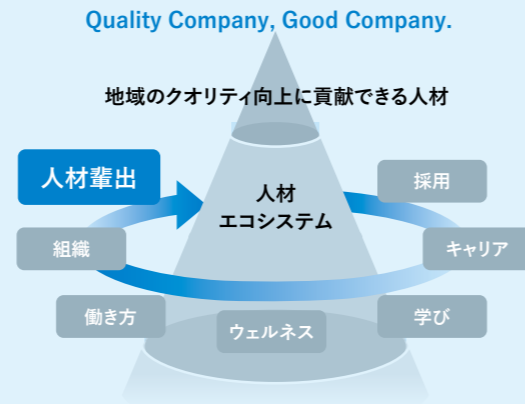 Quality Company, Good Company.
地域のクオリティ向上に貢献できる人材
人材輩出
人材
エコシステム
採用
組織
キャリア
働き方
ウェルネス
学び